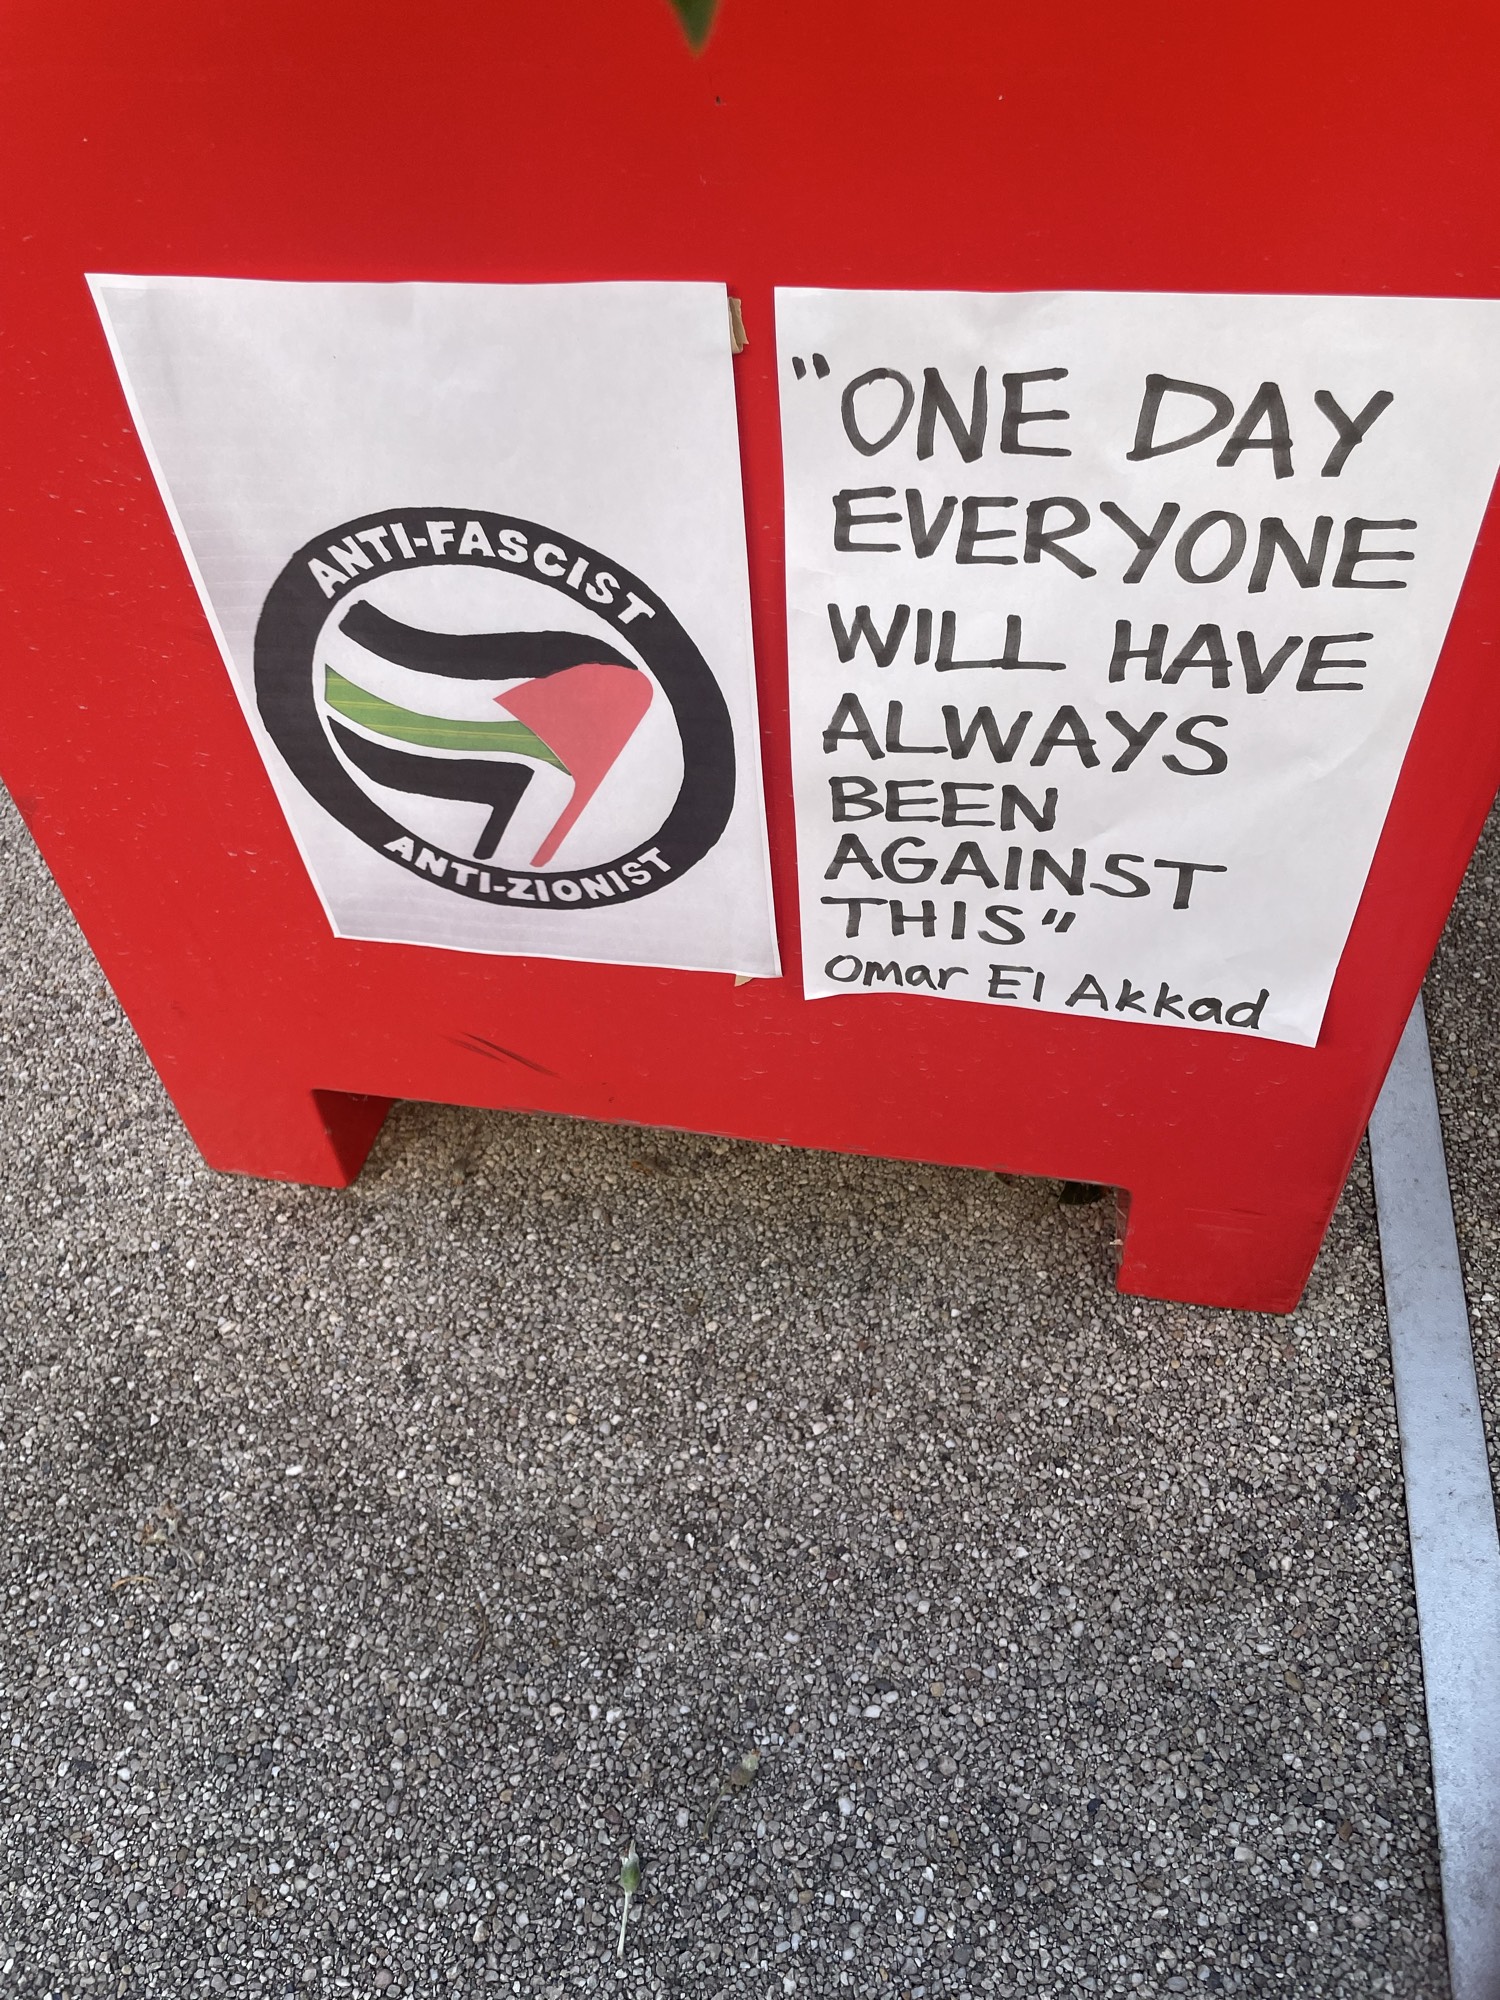 ANTI-FASCIST
ANTI-ZIONIST
"ONE DAY
EVERYONE
WILL HAVE
ALWAYS
BEEN
AGAINST
THIS"
Omar El Akkad